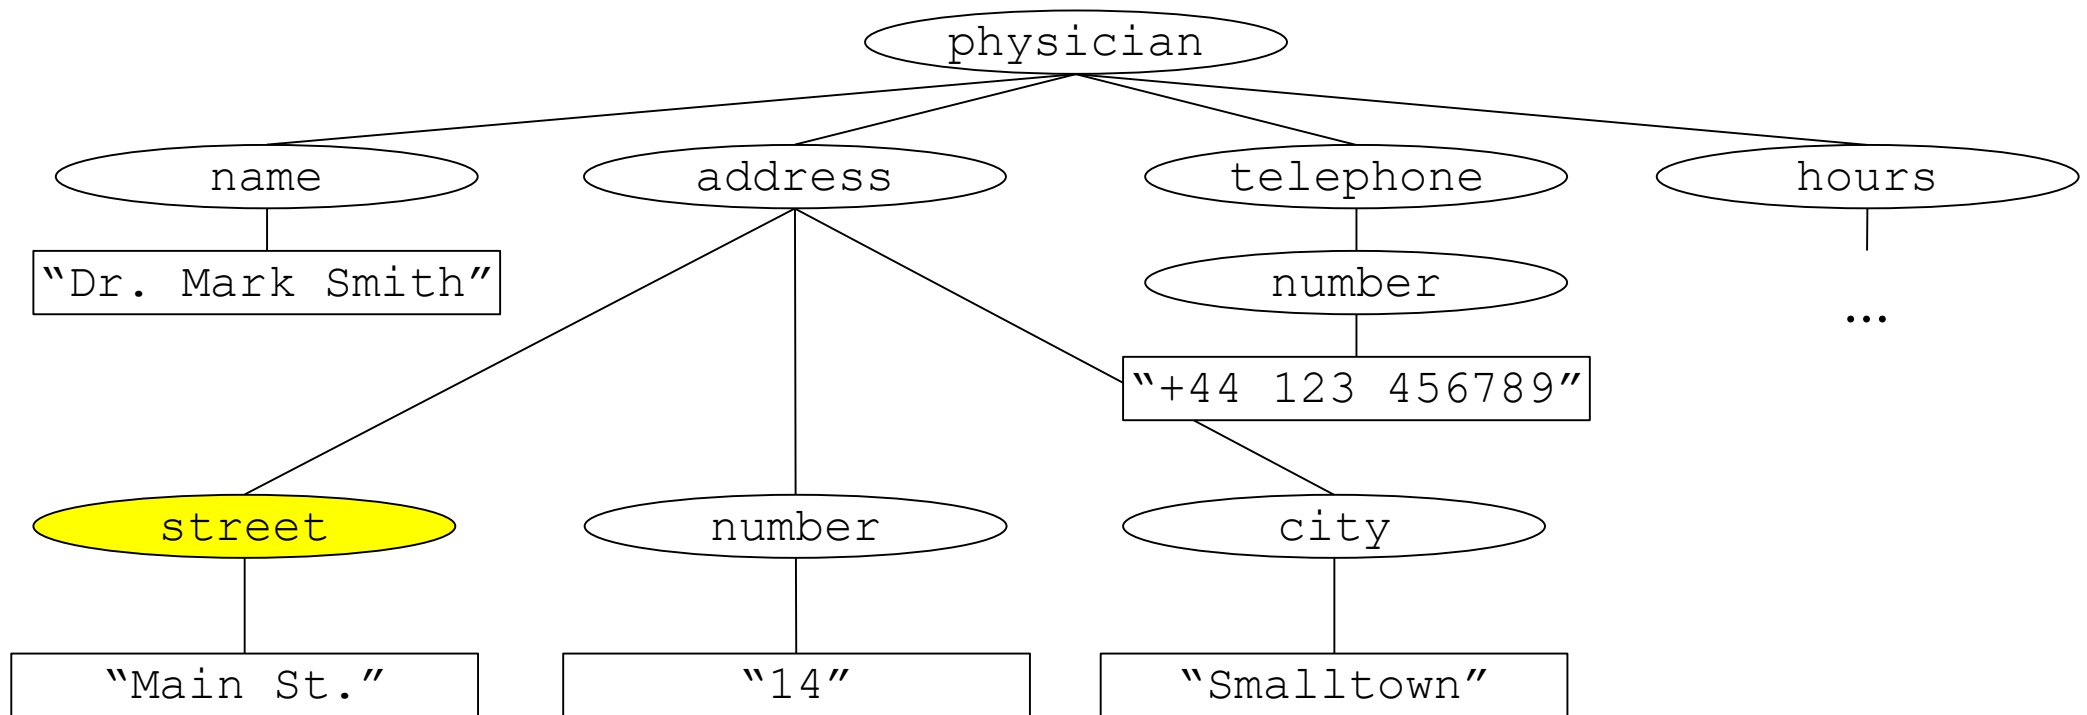 physician
name address telephone hours
“Dr. Mark Smith” number
...
“+44 123 456789”
street number city
“Main St.” “14” “Smalltown”